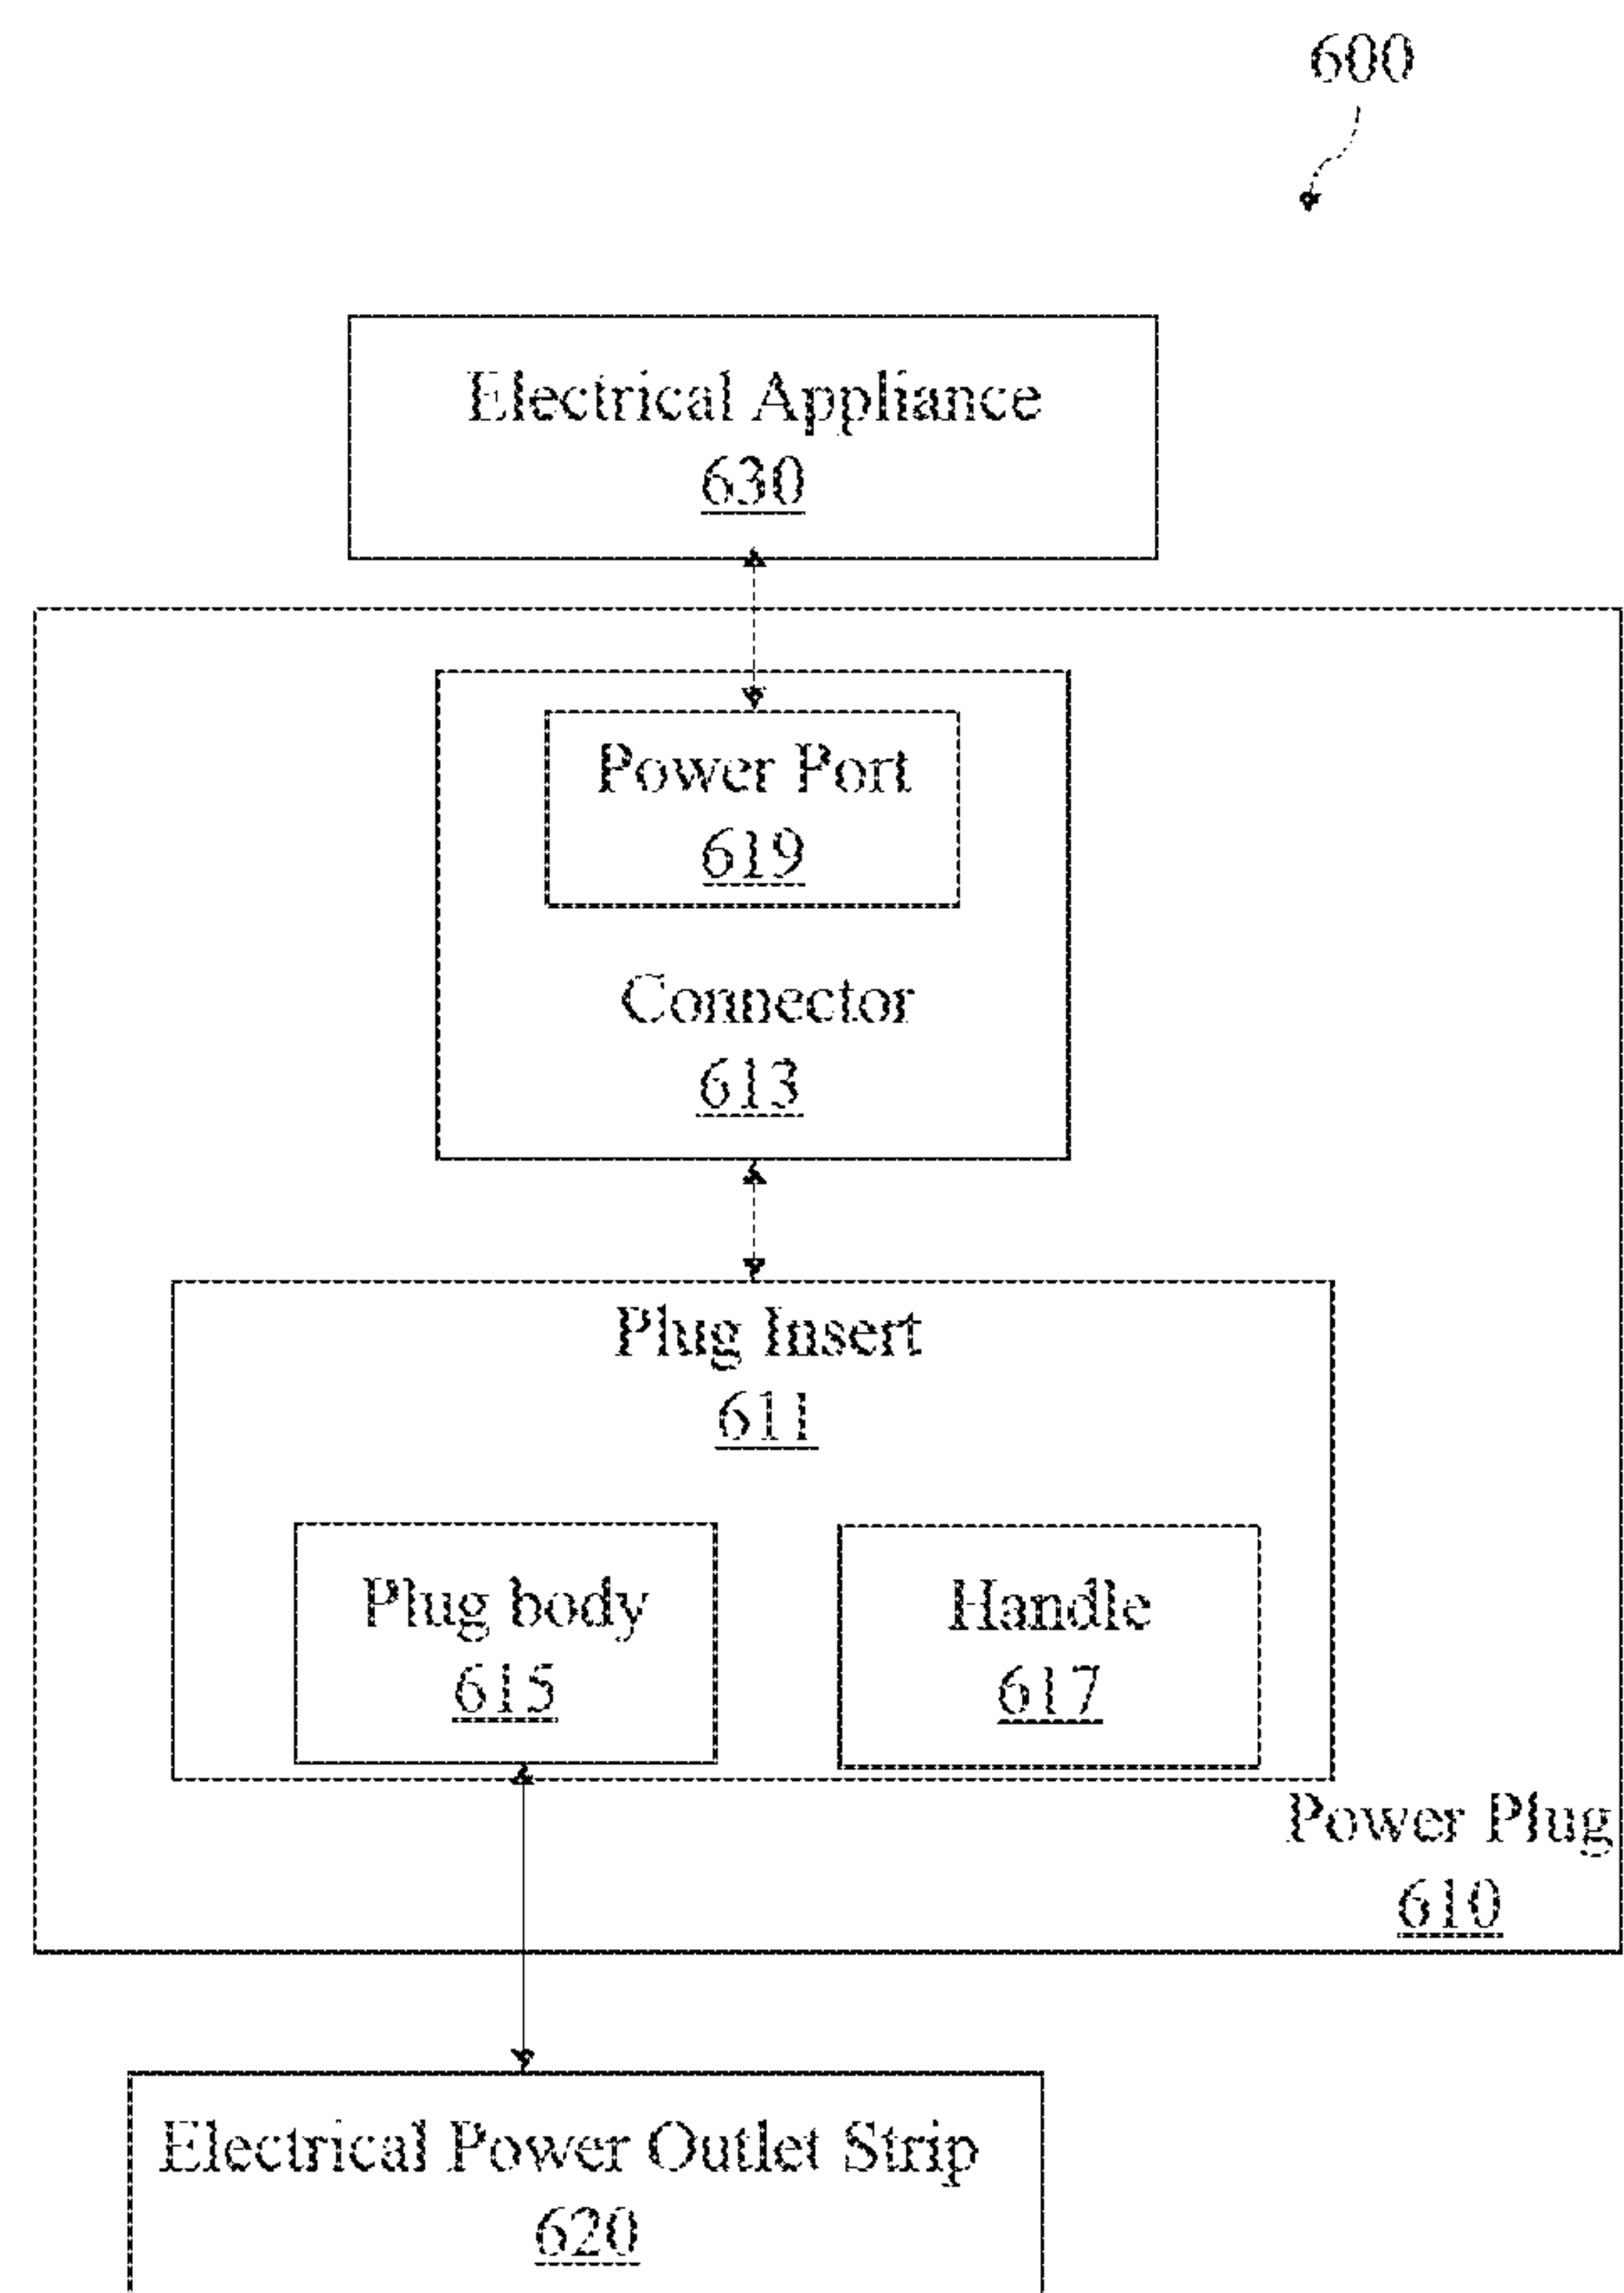 600
Electrical Appliance
630
Power Port
619
Connector
613
Plug Insert
611
Plug body
615
Handle
617
Power Plug
610
Electrical Power Outlet Strip
620